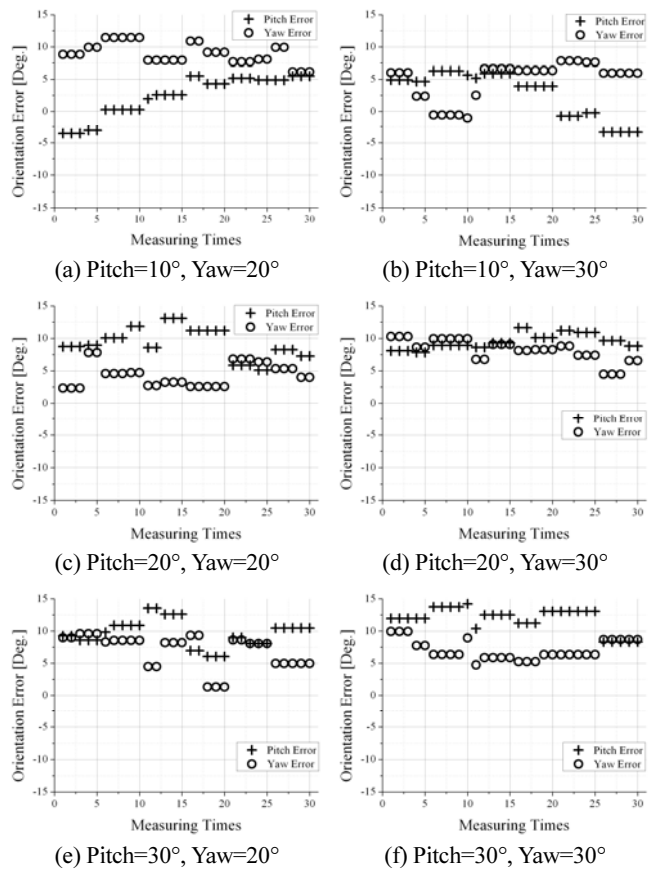 Orientation Error [Deg.]
15
10
5
0
-5
-10
-15
Pitch Error
Yaw Error
0 5 10 15 20 25 30
Measuring Times
(a) Pitch=10°, Yaw=20°
Orientation Error [Deg.]
15
10
5
0
-5
-10
-15
Pitch Error
Yaw Error
0 5 10 15 20 25 30
Measuring Times
(b) Pitch=10°, Yaw=30°
Orientation Error [Deg.]
15
10
5
0
5
10
15
Pitch Error
Yaw Error
0 5 10 15 20 25 30
Measuring Times
(c) Pitch=20°, Yaw=20°
Orientation Error [Deg.]
15
10
5
0
5
10
15
Pitch Error
Yaw Error
0 5 10 15 20 25 30
Measuring Times
(d) Pitch=20°, Yaw=30°
Orientation Error [Deg.]
15
10
5
0
-5
-10
-15
Pitch Error
Yaw Error
0 5 10 15 20 25 30
Measuring Times
(e) Pitch=30°, Yaw=20°
Orientation Error [Deg.]
15
10
5
0
-5
-10
-15
Pitch Error
Yaw Error
0 5 10 15 20 25 30
Measuring Times
(f) Pitch=30°, Yaw=30°